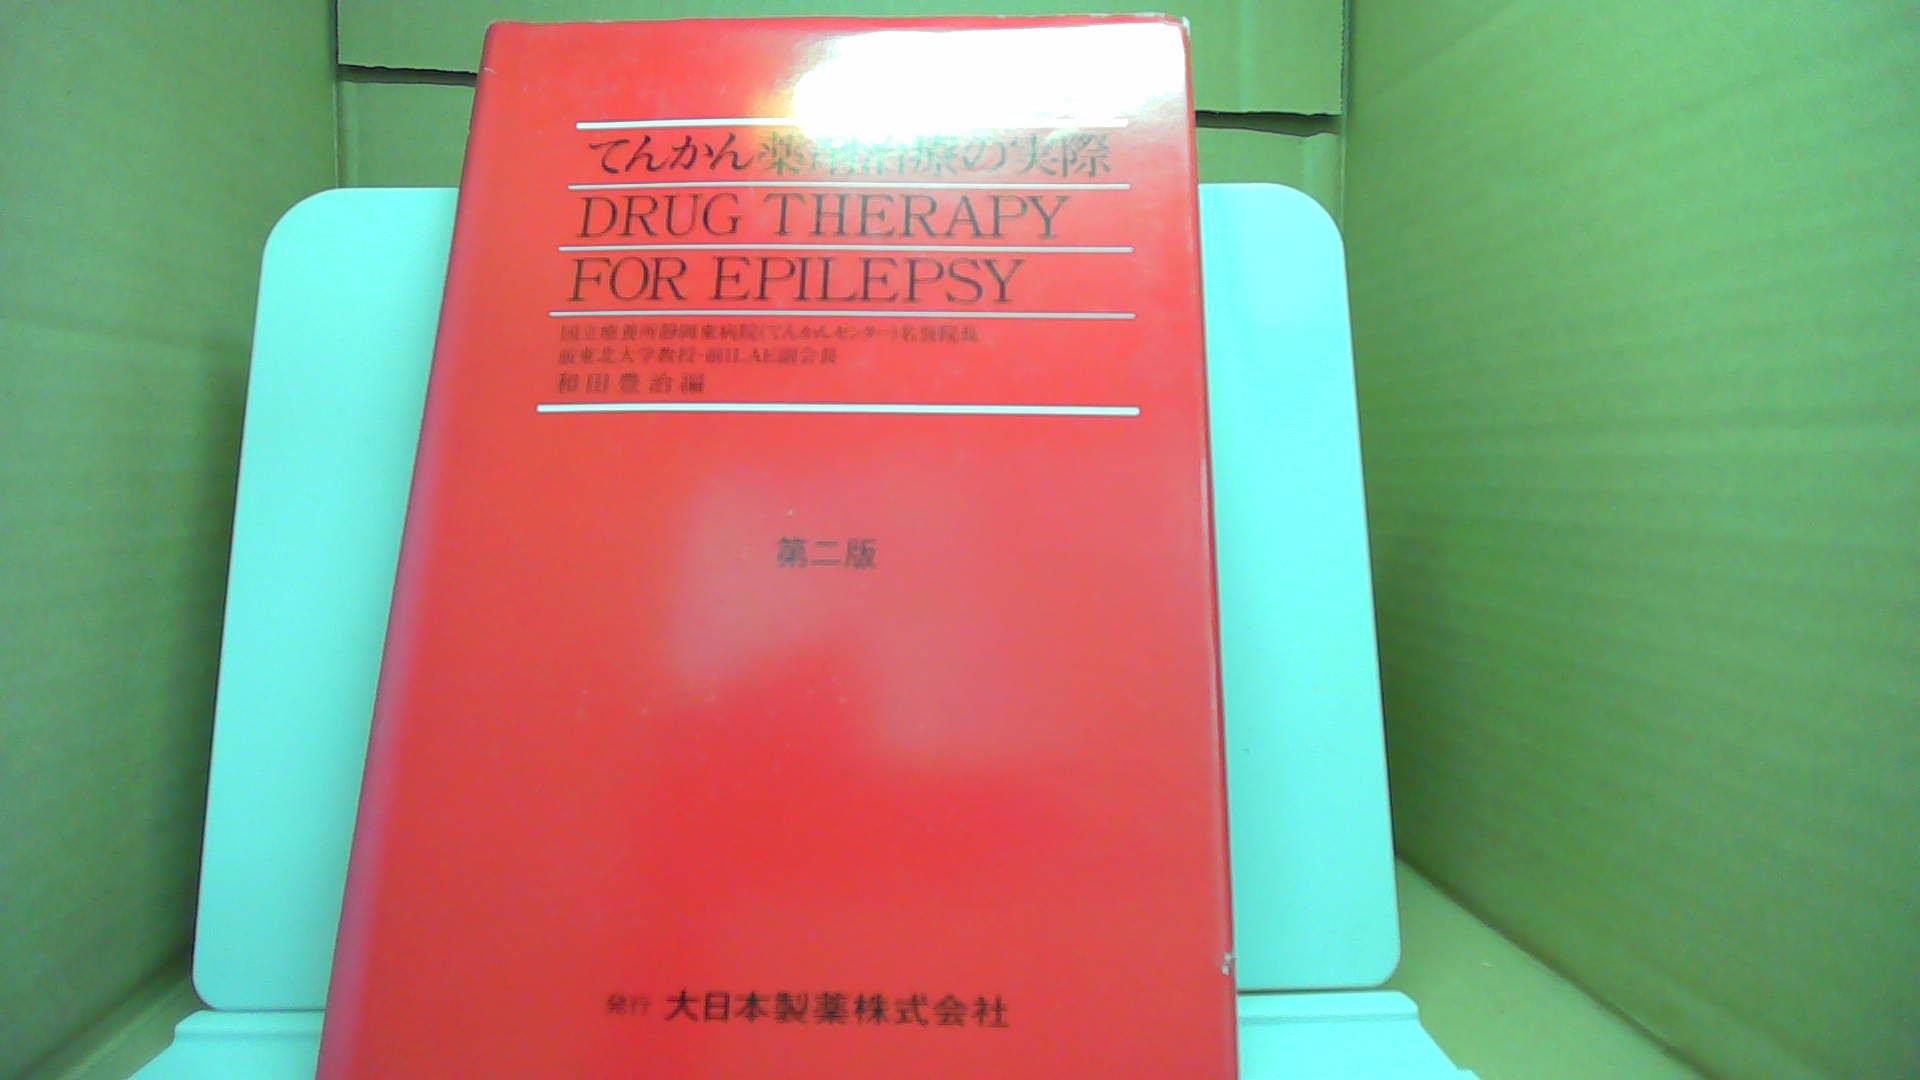 てんかん薬物治療の実際
DRUG THERAPY
FOR EPILEPSY
国立療養所静岡東病院(てんかんセンター)名誉院長
前東北大学教授・前ILAE副会長
和田豊治編
第二版
発行 大日本製薬株式会社